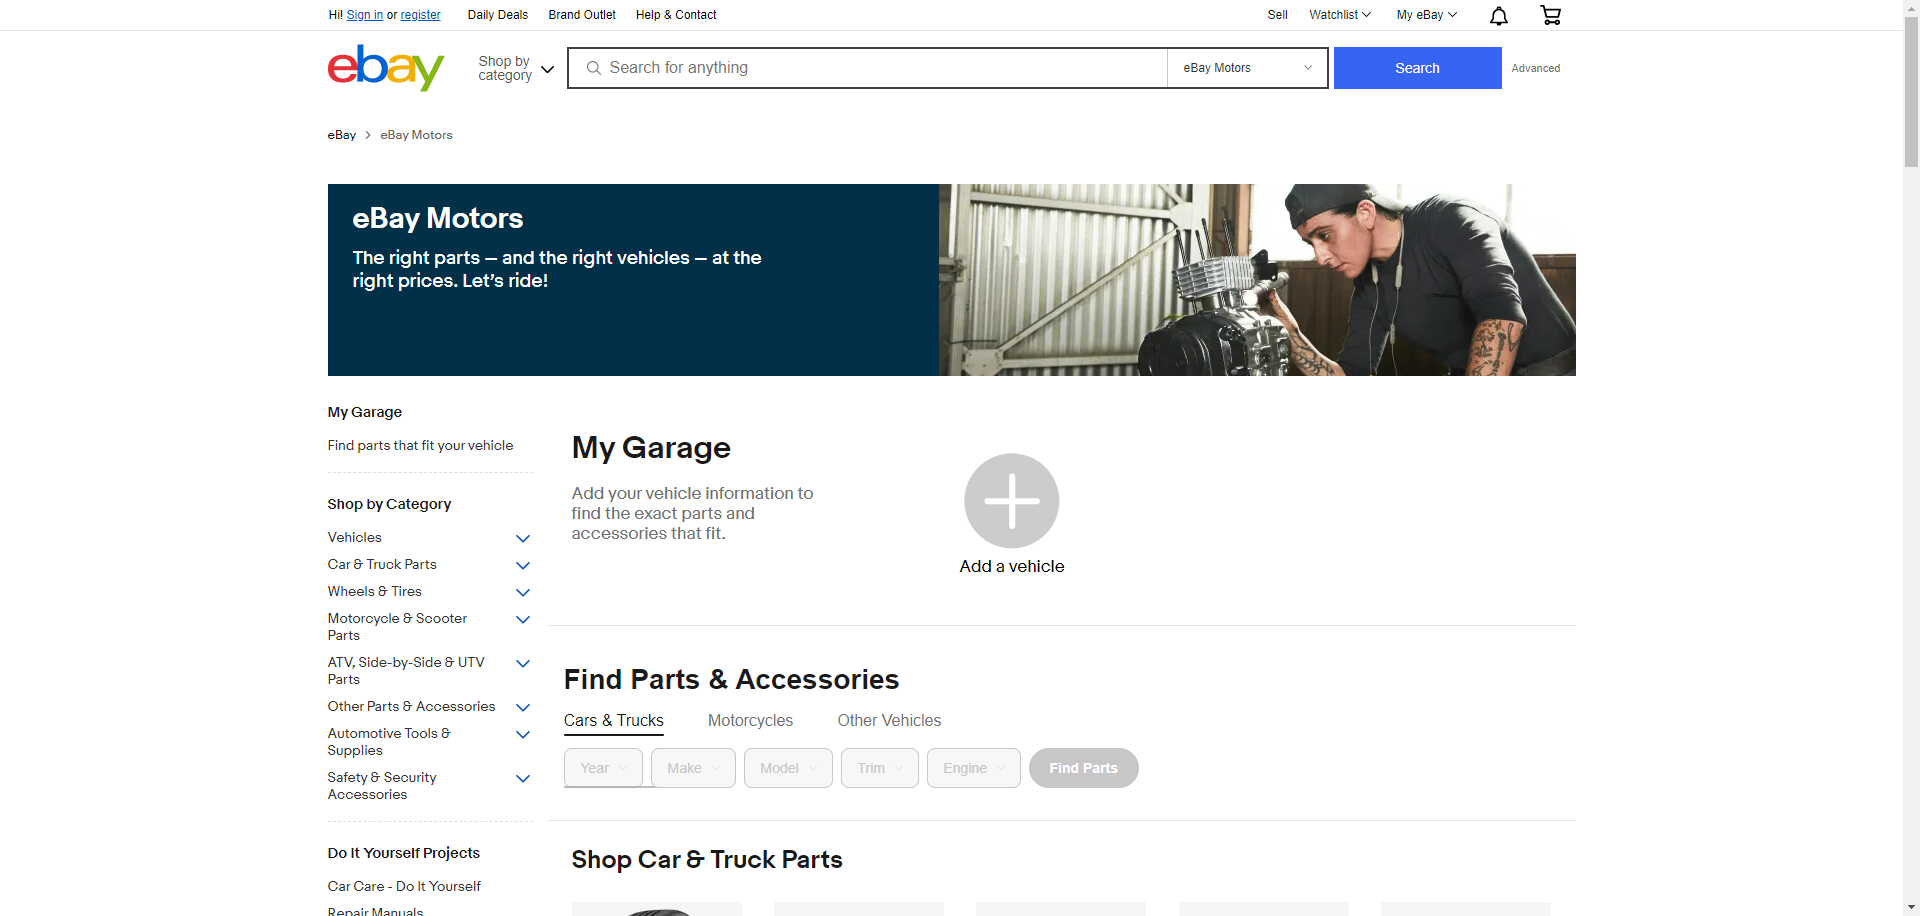 Hi! Sign in or register
Daily Deals
Brand Outlet
Help & Contact
Sell
Watchlist
My eBay
ebay
Shop by
category
Search for anything
eBay Motors
Search
Advanced
eBay
eBay Motors
eBay Motors
The right parts — and the right vehicles — at the
right prices. Let's ride!
My Garage
Find parts that fit your vehicle
Shop by Category
Vehicles
Car & Truck Parts
Wheels & Tires
Motorcycle & Scooter
Parts
ATV, Side-by-Side & UTV
Parts
Other Parts & Accessories
Automotive Tools &
Supplies
Safety & Security
Accessories
Do It Yourself Projects
Car Care - Do It Yourself
Repair Manuals
My Garage
Add your vehicle information to
find the exact parts and
accessories that fit.
Add a vehicle
Find Parts & Accessories
Cars & Trucks
Motorcycles
Other Vehicles
Year
Make
Model
Trim
Engine
Find Parts
Shop Car & Truck Parts